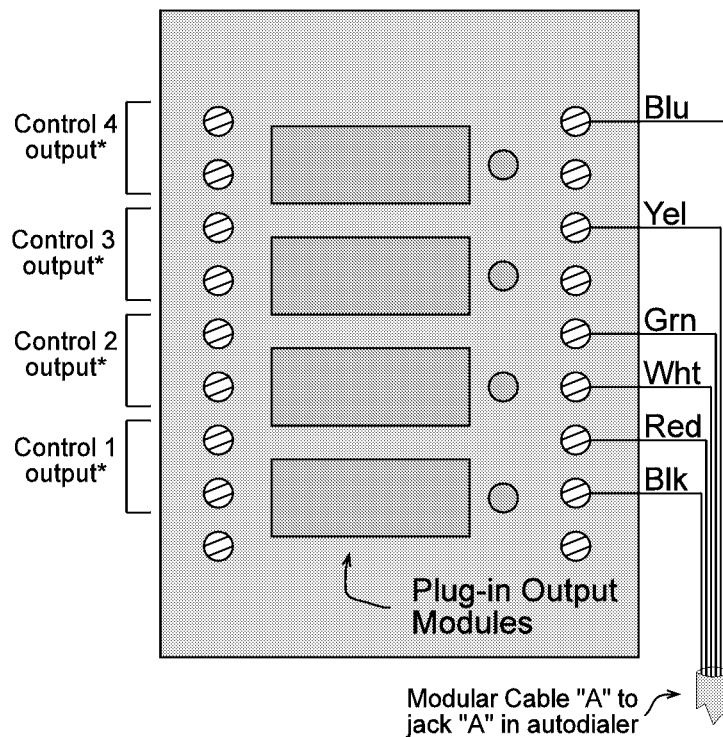 Control 4
output*
Control 3
output*
Control 2
output*
Control 1
output*
Blu
Yel
Grn
Wht
Red
Blk
Plug-in Output
Modules
Modular Cable "A" to
jack "A" in autodialer